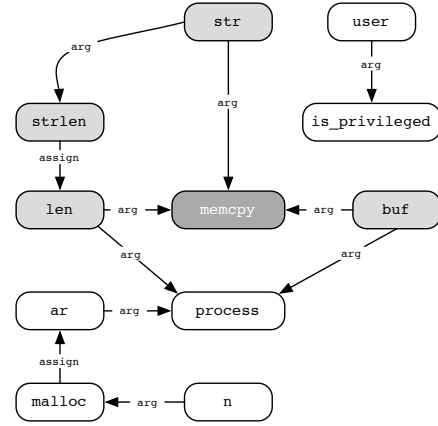 str
user
arg
arg
arg
strlen
is_privileged
assign
len
arg
memcpy
arg
buf
arg
arg
ar
arg
process
assign
malloc
arg
n